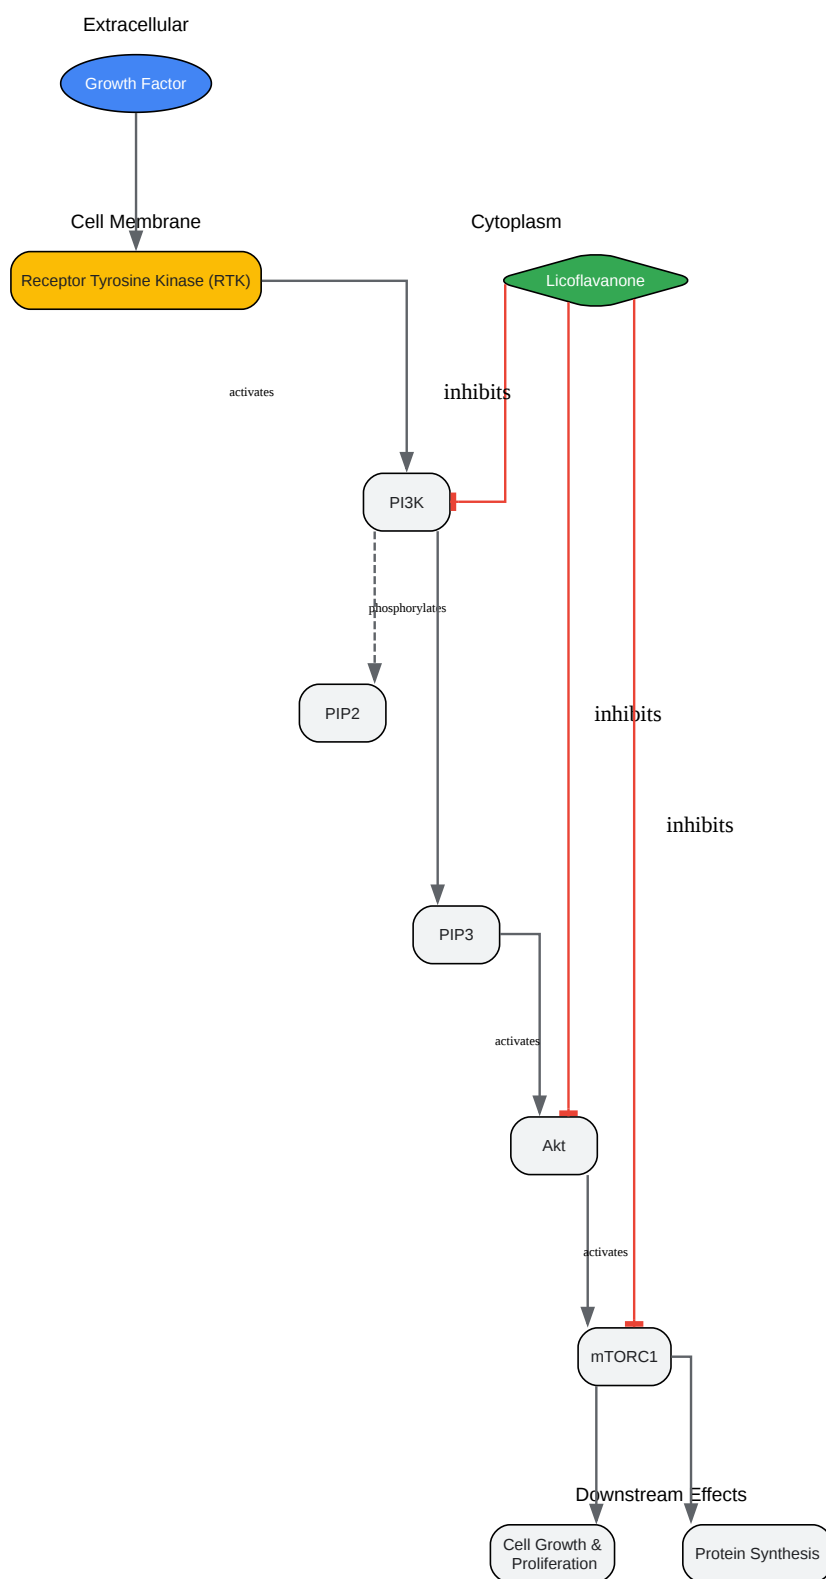 Extracellular
Growth Factor
Cell Membrane
Cytoplasm
Receptor Tyrosine Kinase (RTK)
Licoflavanone
activates
inhibits
PI3K
phosphorylates
PIP2
inhibits
inhibits
PIP3
activates
Akt
activates
mTORC1
Downstream Effects
Cell Growth &
Proliferation
Protein Synthesis